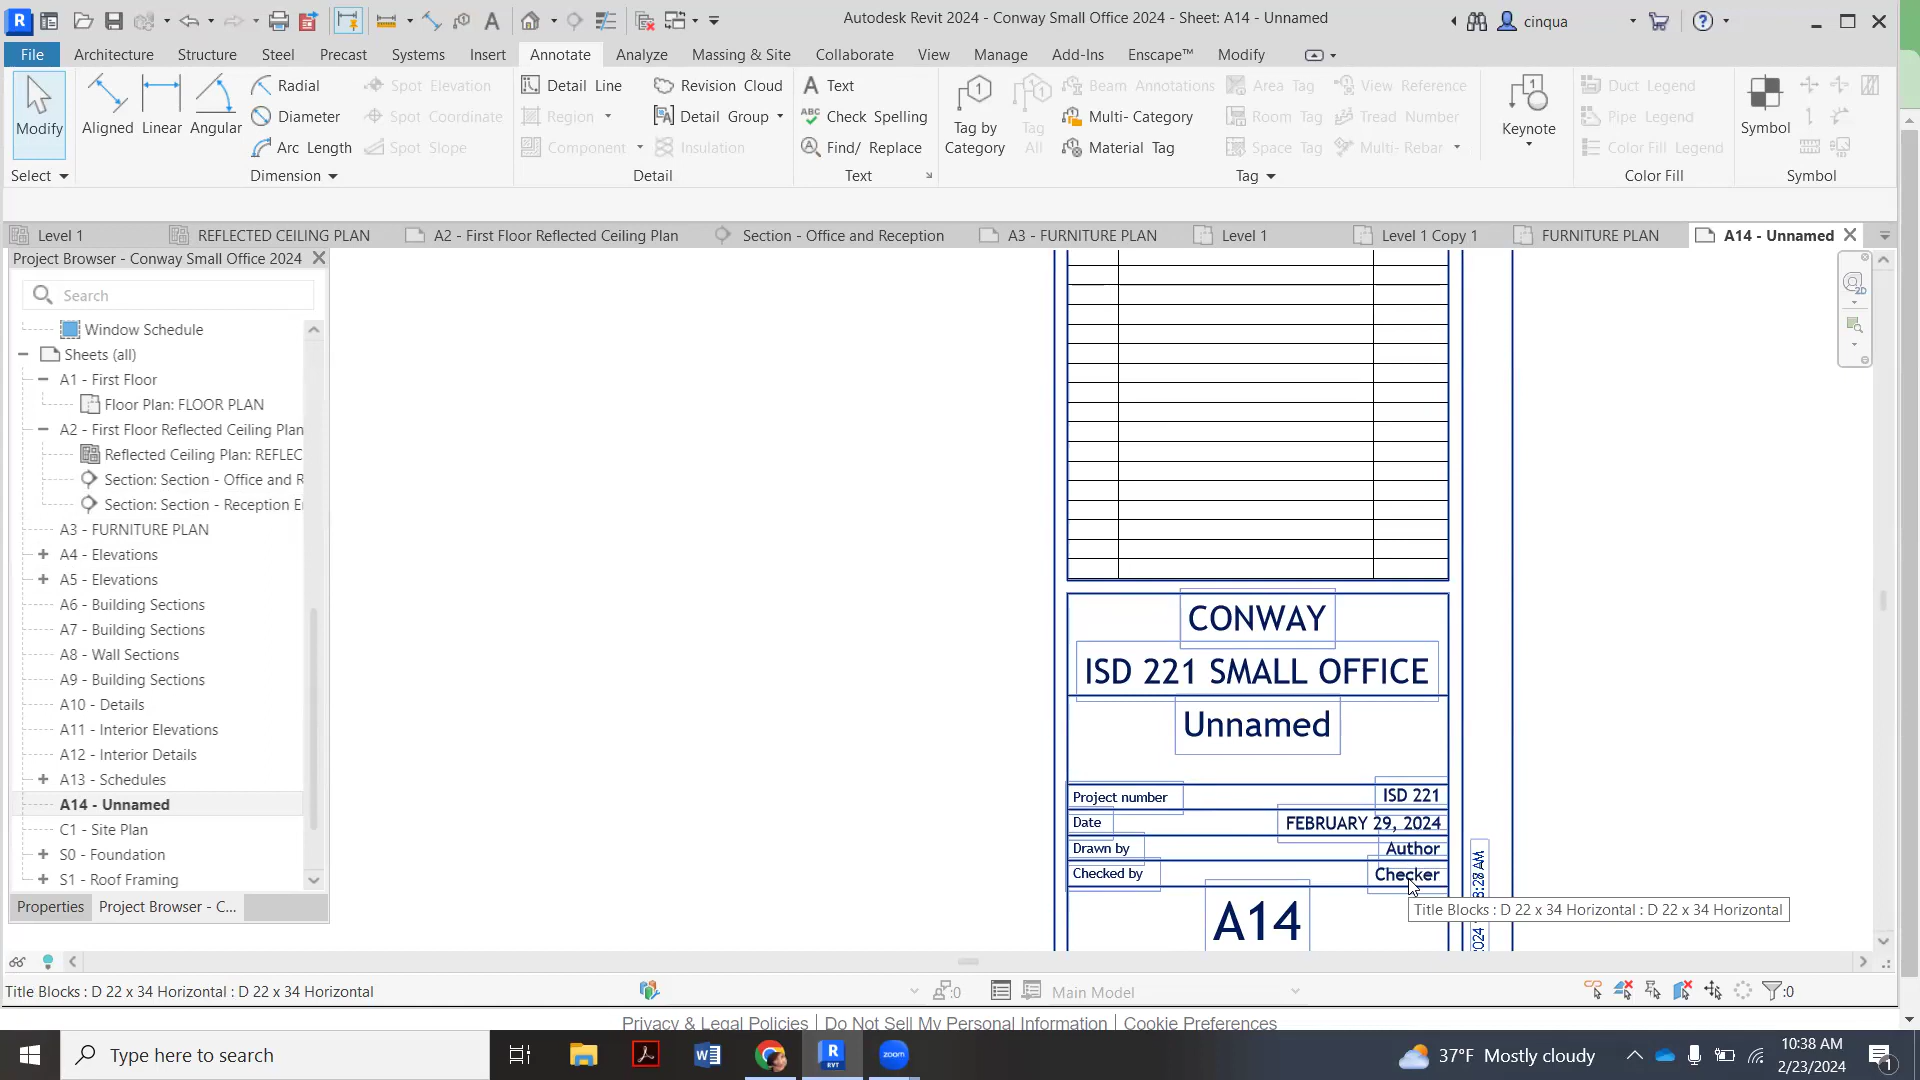 Autodesk Revit 2024 - Conway Small Office 2024 - Sheet: A14 - Unnamed
cinqua
File Architecture Structure Steel Precast Systems Insert Annotate Analyze Massing & Site Collaborate View Manage Add-Ins Enscape™ Modify
Modify
Select
Aligned Linear Angular
Radial
Diameter
Arc Length
Spot Elevation
Spot Coordinate
Spot Slope
Dimension
Detail Line
Region
Component
Revision Cloud
Detail Group
Insulation
Detail
Text
Check Spelling
Find/ Replace
Text
Tag by Category
Tag All
Beam Annotations
Multi- Category
Material Tag
Area Tag
Room Tag
Space Tag
View Reference
Tread Number
Multi- Rebar
Tag
Keynote
Duct Legend
Pipe Legend
Color Fill Legend
Color Fill
Symbol
Symbol
Level 1
REFLECTED CEILING PLAN
A2 - First Floor Reflected Ceiling Plan
Section - Office and Reception
A3 - FURNITURE PLAN
Level 1
Level 1 Copy 1
FURNITURE PLAN
A14 - Unnamed
Project Browser - Conway Small Office 2024
Search
Window Schedule
Sheets (all)
A1 - First Floor
Floor Plan: FLOOR PLAN
A2 - First Floor Reflected Ceiling Plan
Reflected Ceiling Plan: REFLEC
Section: Section - Office and R
Section: Section - Reception E
A3 - FURNITURE PLAN
A4 - Elevations
A5 - Elevations
A6 - Building Sections
A7 - Building Sections
A8 - Wall Sections
A9 - Building Sections
A10 - Details
A11 - Interior Elevations
A12 - Interior Details
A13 - Schedules
A14 - Unnamed
C1 - Site Plan
S0 - Foundation
S1 - Roof Framing
Properties
Project Browser - C...
2D
CONWAY
ISD 221 SMALL OFFICE
Unnamed
Project number ISD 221
Date FEBRUARY 29, 2024
Drawn by Author
Checked by Checker
A14
Title Blocks : D 22 x 34 Horizontal : D 22 x 34 Horizontal
Title Blocks : D 22 x 34 Horizontal : D 22 x 34 Horizontal
:0
Main Model
:0
Privacy & Legal Policies | Do Not Sell My Personal Information | Cookie Preferences
Type here to search
zoom
37°F Mostly cloudy
10:38 AM
2/23/2024
1